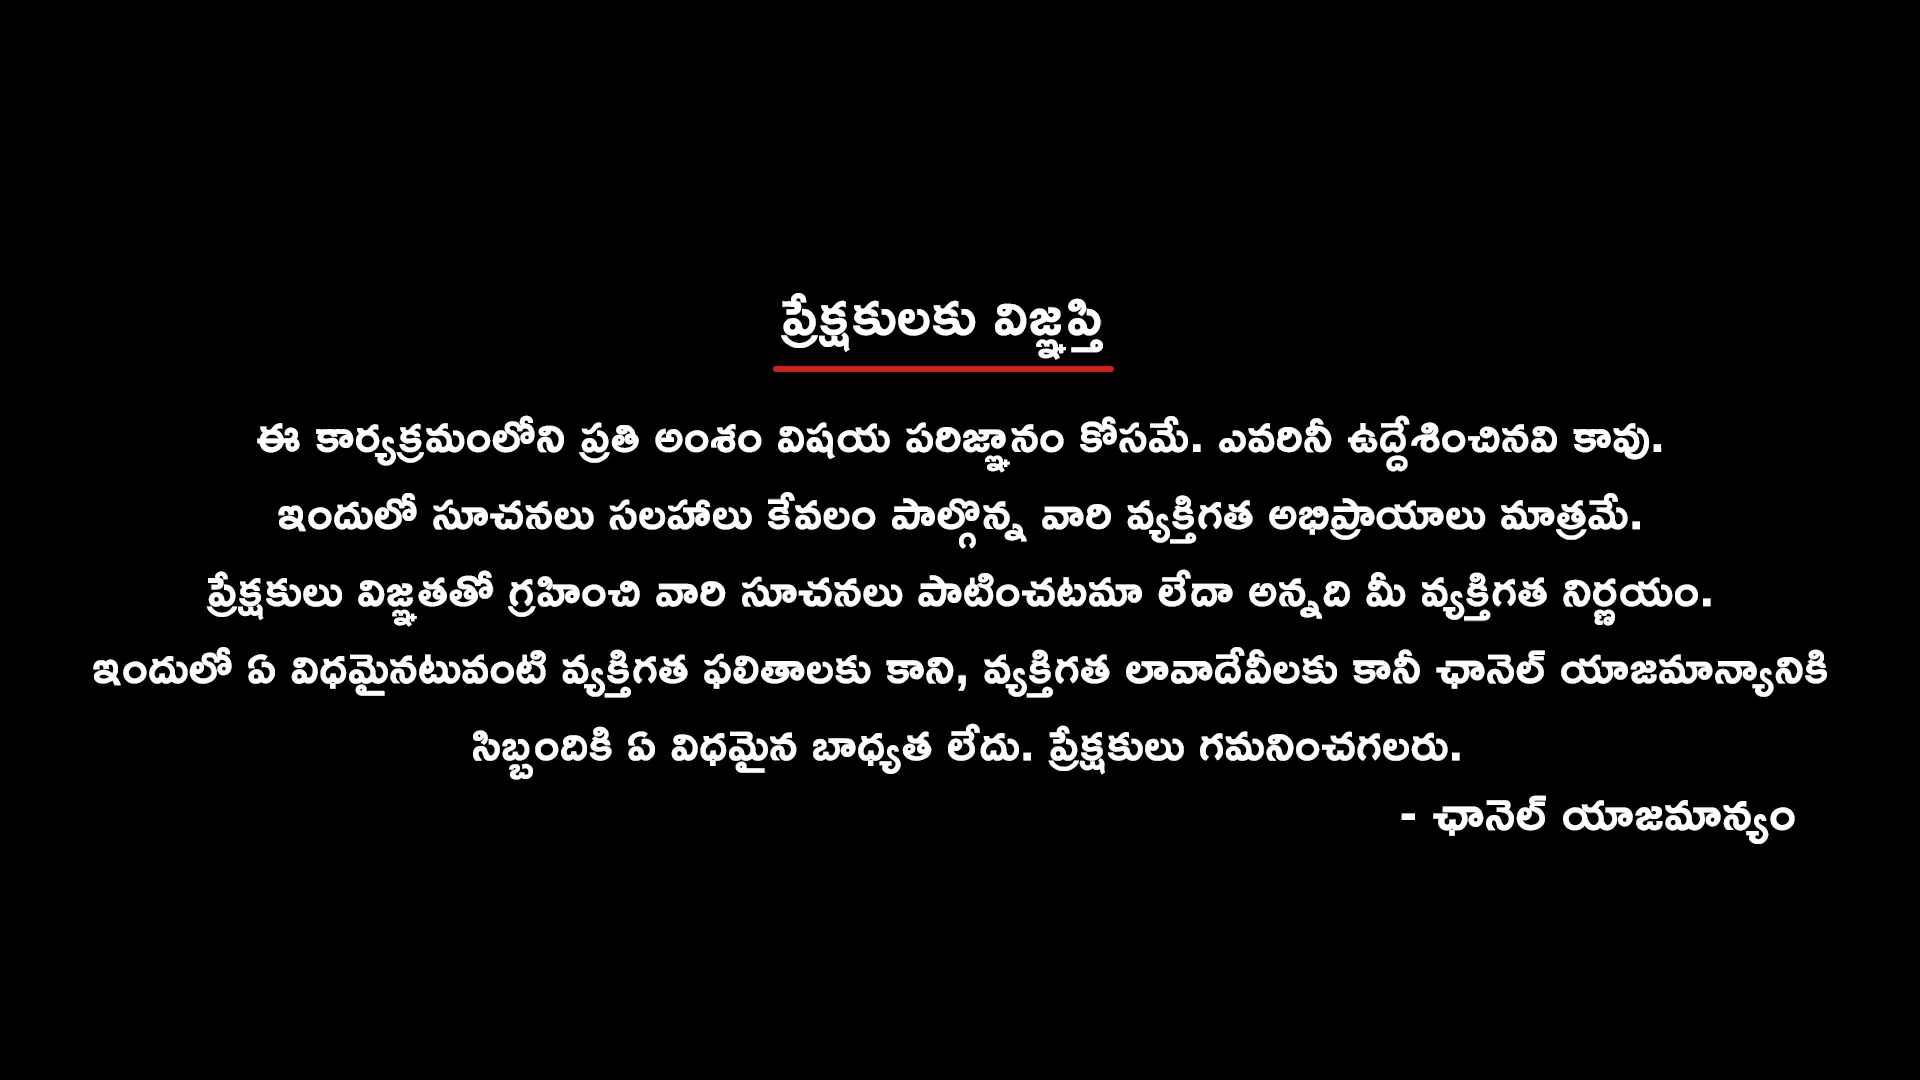 ప్రేక్షకులకు విజ్ఞప్తి
ఈ కార్యక్రమంలోని ప్రతి అంశం విషయ పరిజ్ఞానం కోసమే. ఎవరినీ ఉద్దేశించినవి కావు.
ఇందులో సూచనలు సలహాలు కేవలం పాల్గొన్న వారి వ్యక్తిగత అభిప్రాయాలు మాత్రమే.
ప్రేక్షకులు విజ్ఞతతో గ్రహించి వారి సూచనలు పాటించటమా లేదా అన్నది మీ వ్యక్తిగత నిర్ణయం.
ఇందులో ఏ విధమైనటువంటి వ్యక్తిగత ఫలితాలకు కాని, వ్యక్తిగత లావాదేవీలకు కానీ ఛానెల్ యాజమాన్యానికి
సిబ్బందికి ఏ విధమైన బాధ్యత లేదు. ప్రేక్షకులు గమనించగలరు.
- ఛానెల్ యాజమాన్యం